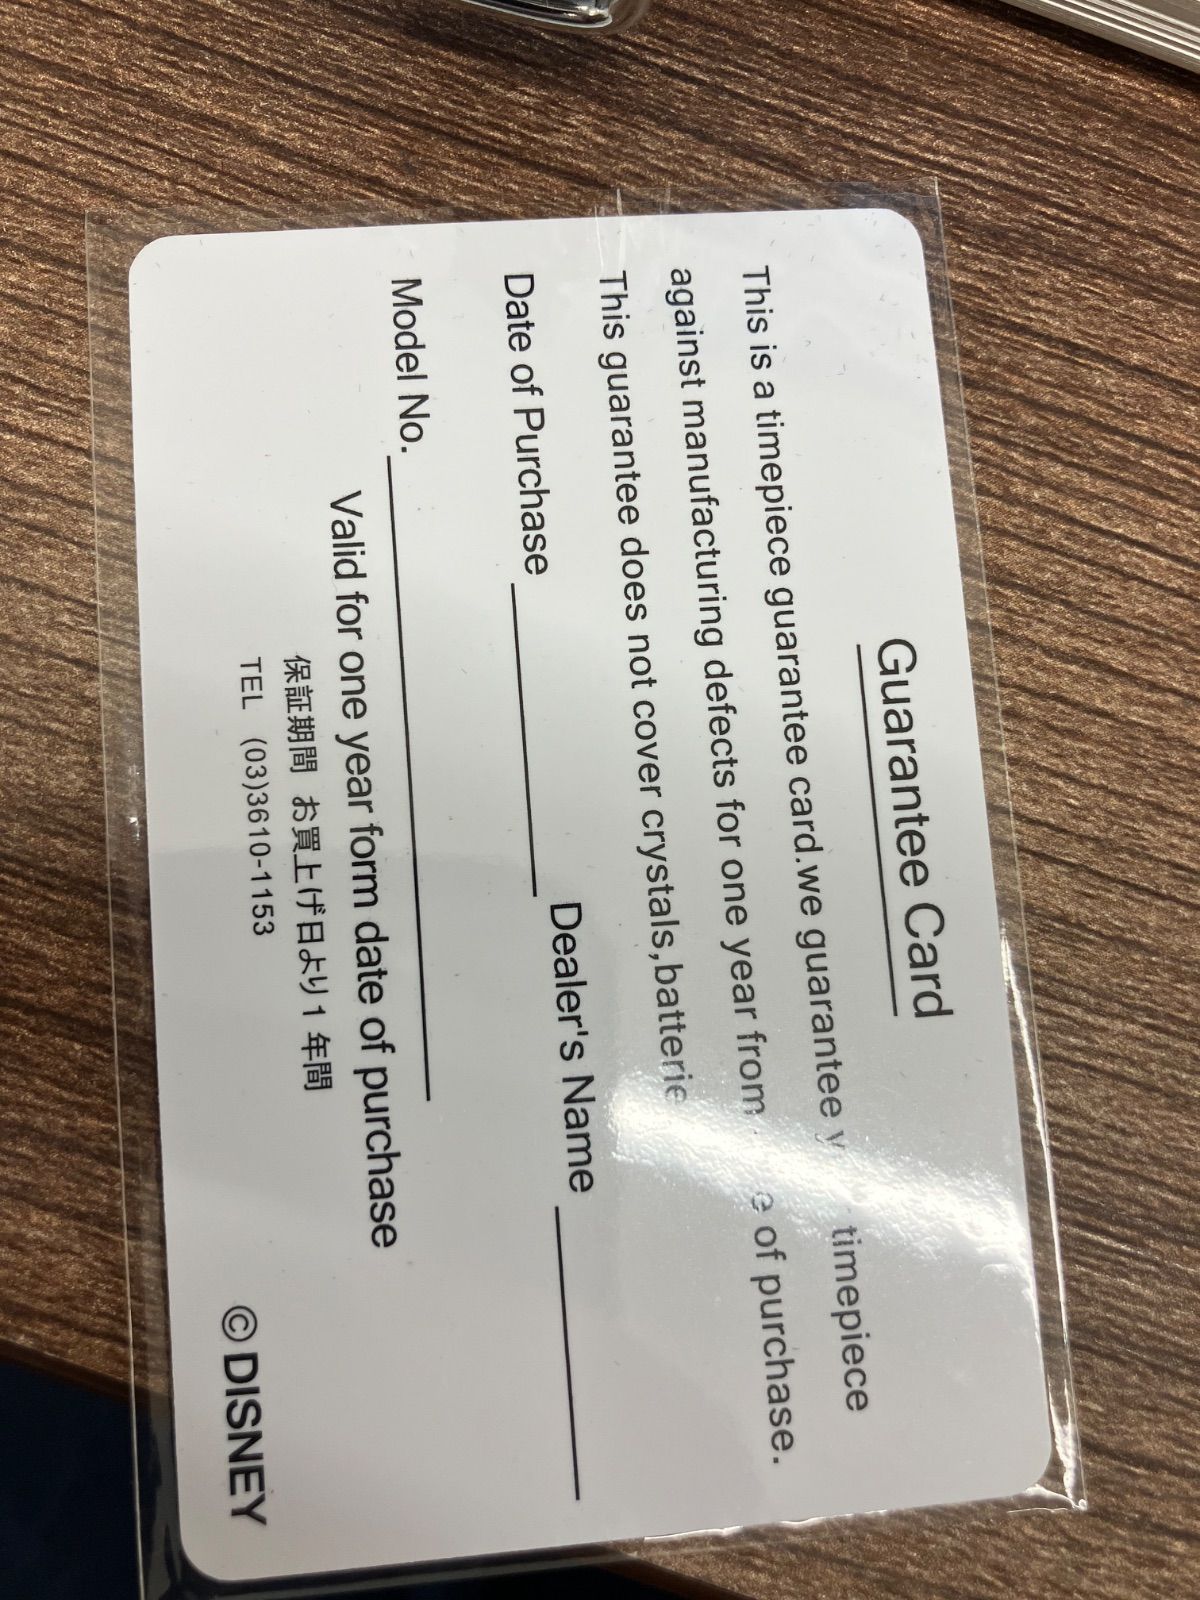 Guarantee Card
This is a timepiece guarantee card.we guarantee timepiece
against manufacturing defects for one year from of purchase.
This guarantee does not cover crystals,batterie
Date of Purchase Dealer's Name
Model No.
Valid for one year form date of purchase
保証期間 お買上げ日より1年間
TEL (03)3610-1153
© DISNEY